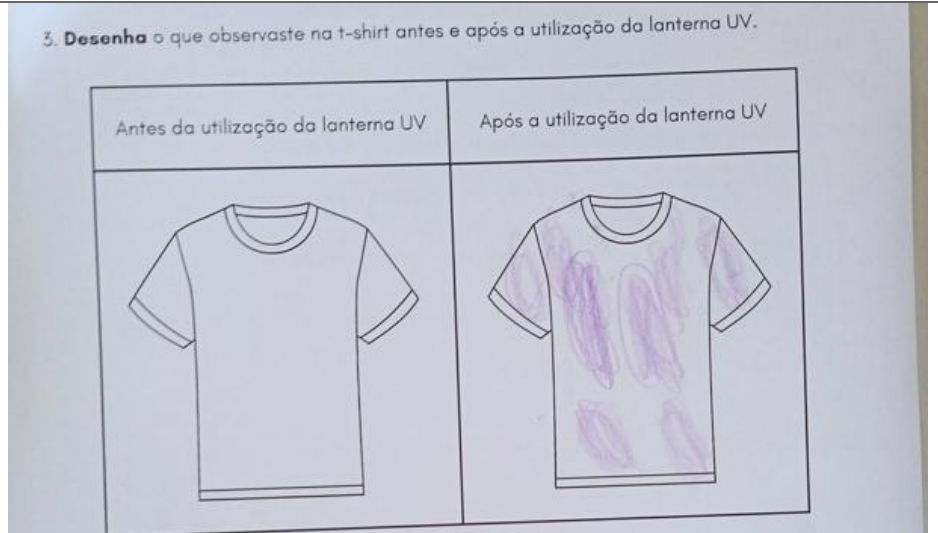 3. Desenha o que observaste na t-shirt antes e após a utilização da lanterna UV.
Antes da utilização da lanterna UV
Após a utilização da lanterna UV